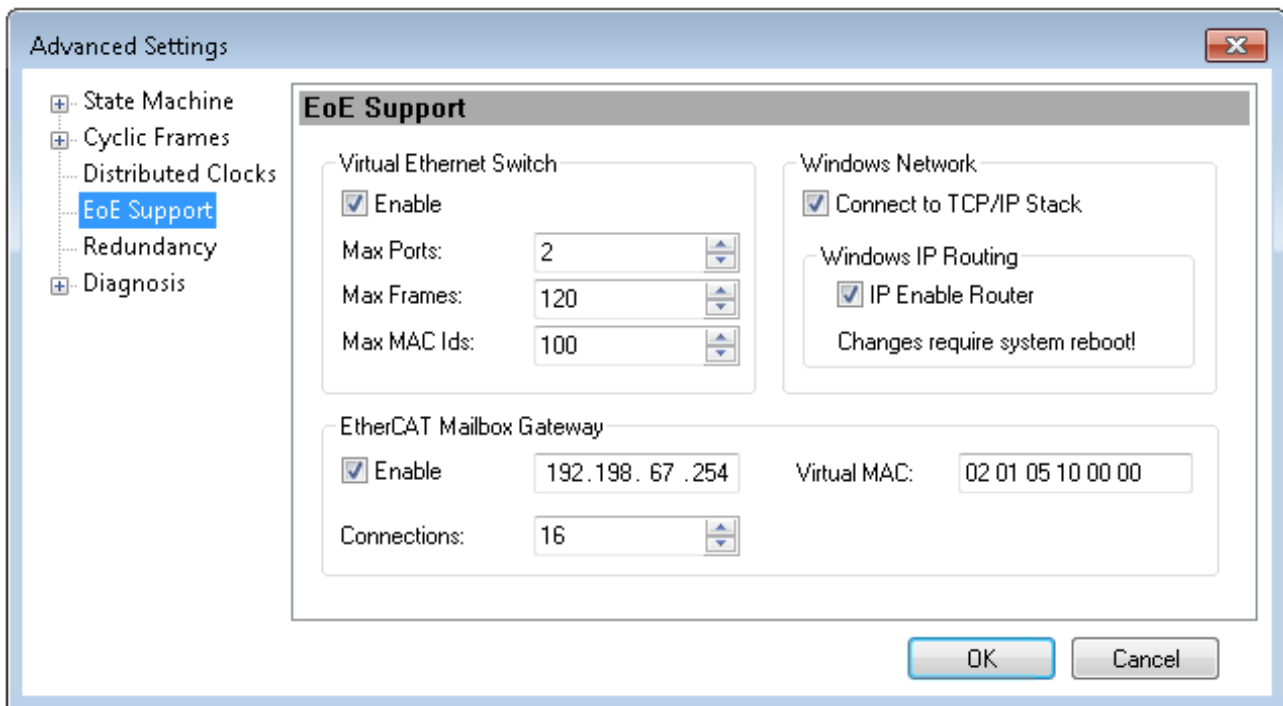 Advanced Settings
State Machine
Cyclic Frames
Distributed Clocks
EoE Support
Redundancy
Diagnosis
EoE Support
Virtual Ethernet Switch
Enable
Max Ports: 2
Max Frames: 120
Max MAC Ids: 100
Windows Network
Connect to TCP/IP Stack
Windows IP Routing
IP Enable Router
Changes require system reboot!
EtherCAT Mailbox Gateway
Enable 192.198. 67 .254 Virtual MAC: 02 01 05 10 00 00
Connections: 16
OK Cancel